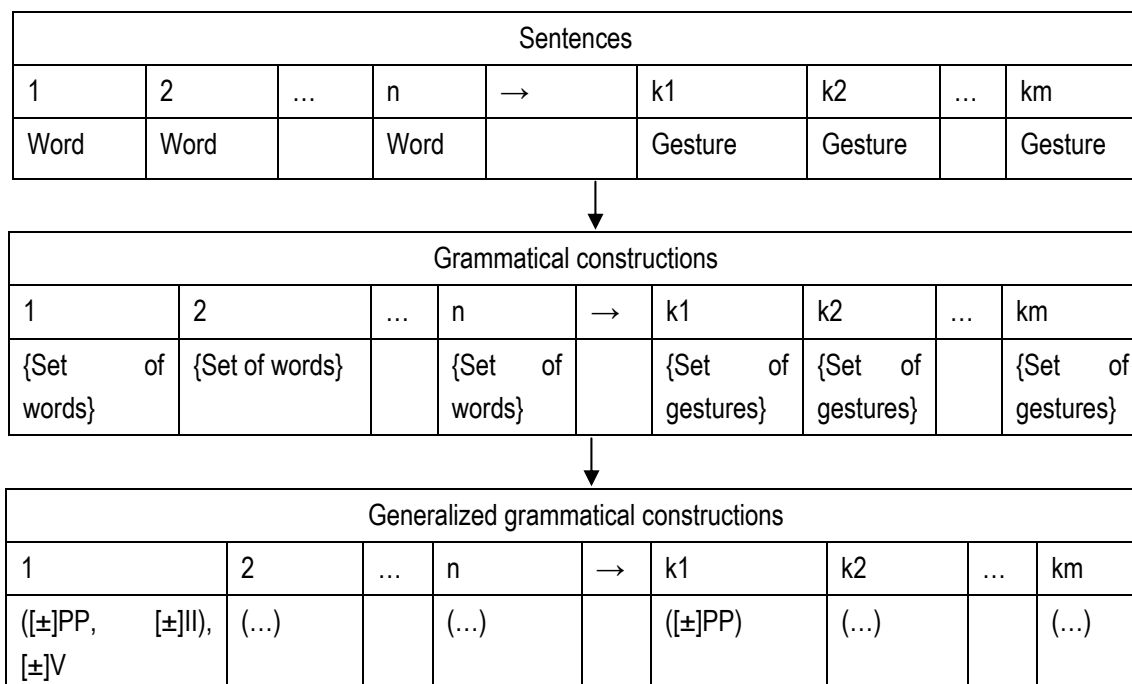 Sentences
1 2 … n → k1 k2 … km
Word Word Word Gesture Gesture Gesture
Grammatical constructions
1 2 … n → k1 k2 … km
{Set of {Set of words} {Set of {Set of {Set of {Set of
words} words} gestures} gestures} gestures}
Generalized grammatical constructions
1 2 … n → k1 k2 … km
([±]PP, [±]II), (…) (…) ([±]PP) (…) (…)
[±]V